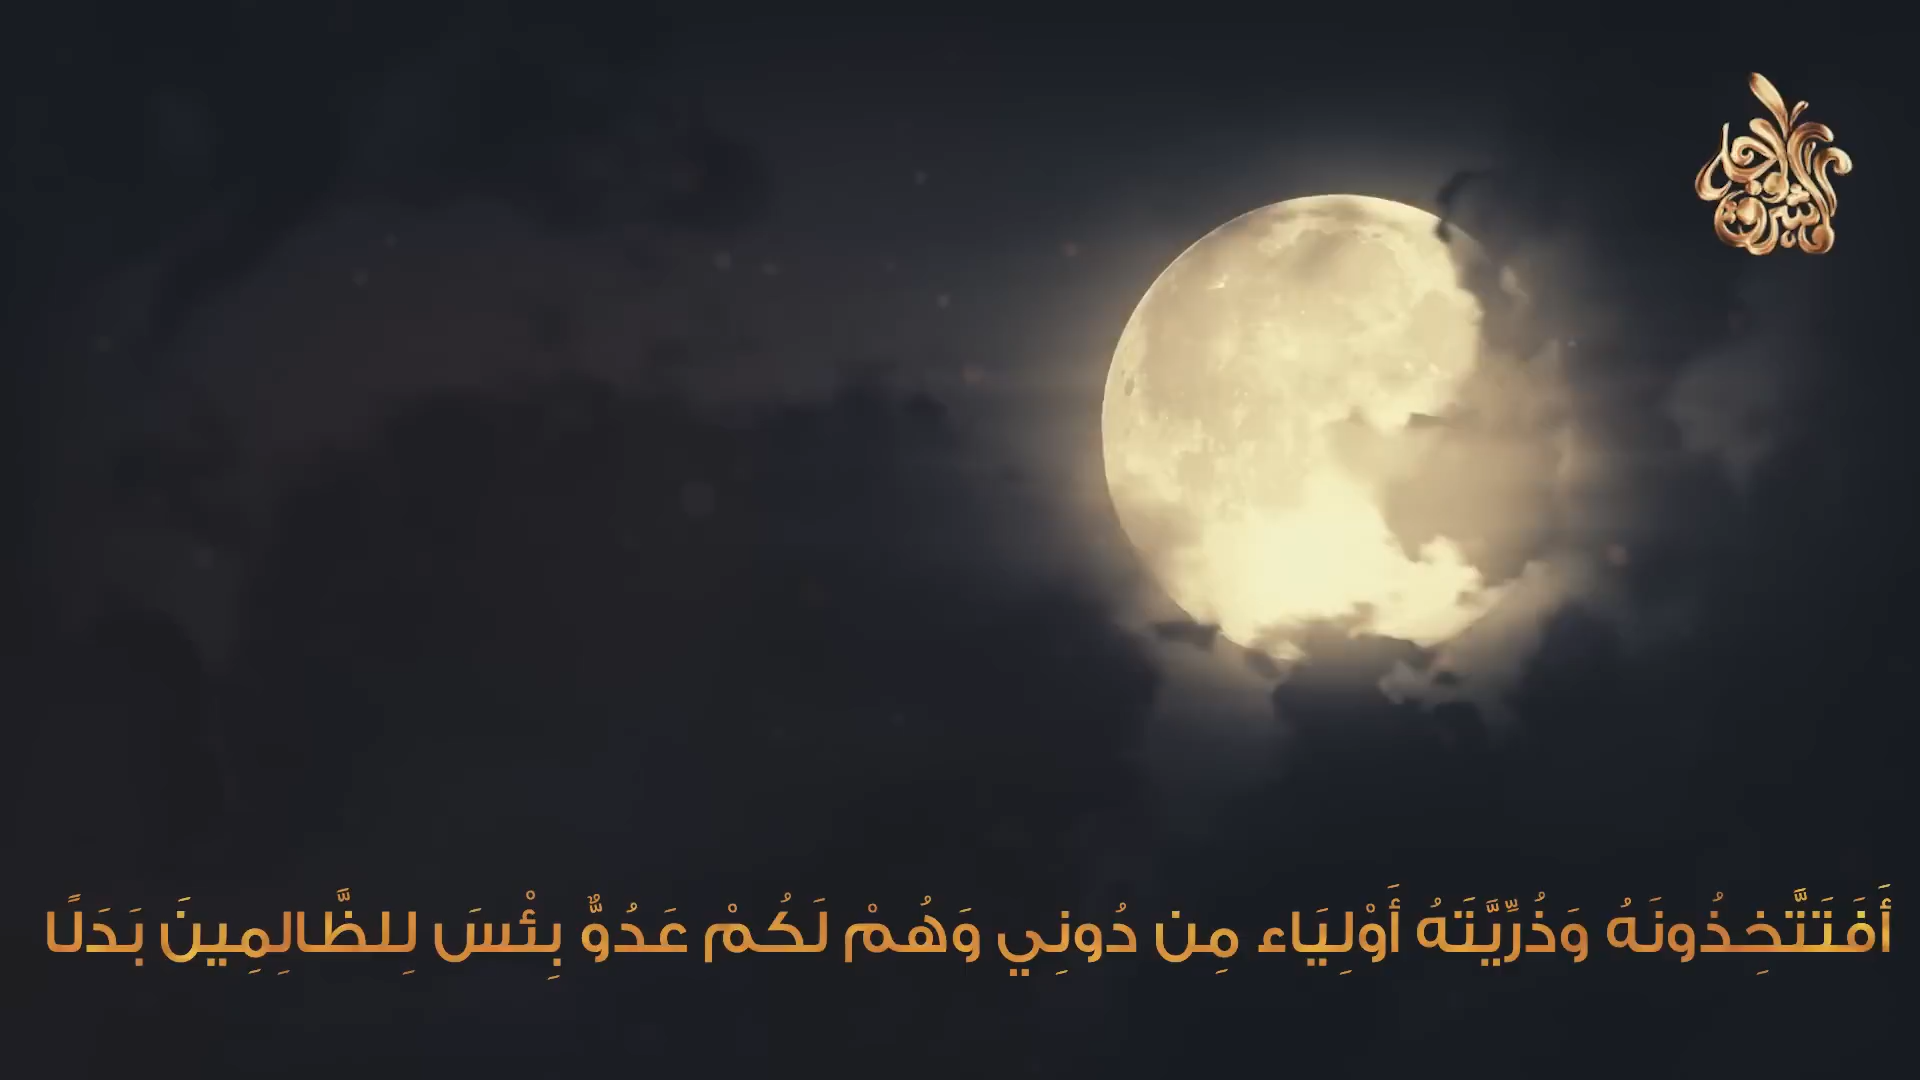 أَفَتَتَّخِذُونَهُ وَذُرِّيَّتَهُ أَوْلِيَاء مِن دُونِي وَهُمْ لَكُمْ عَدُوٌّ بِئْسَ لِلظَّالِمِينَ بَدَلًا